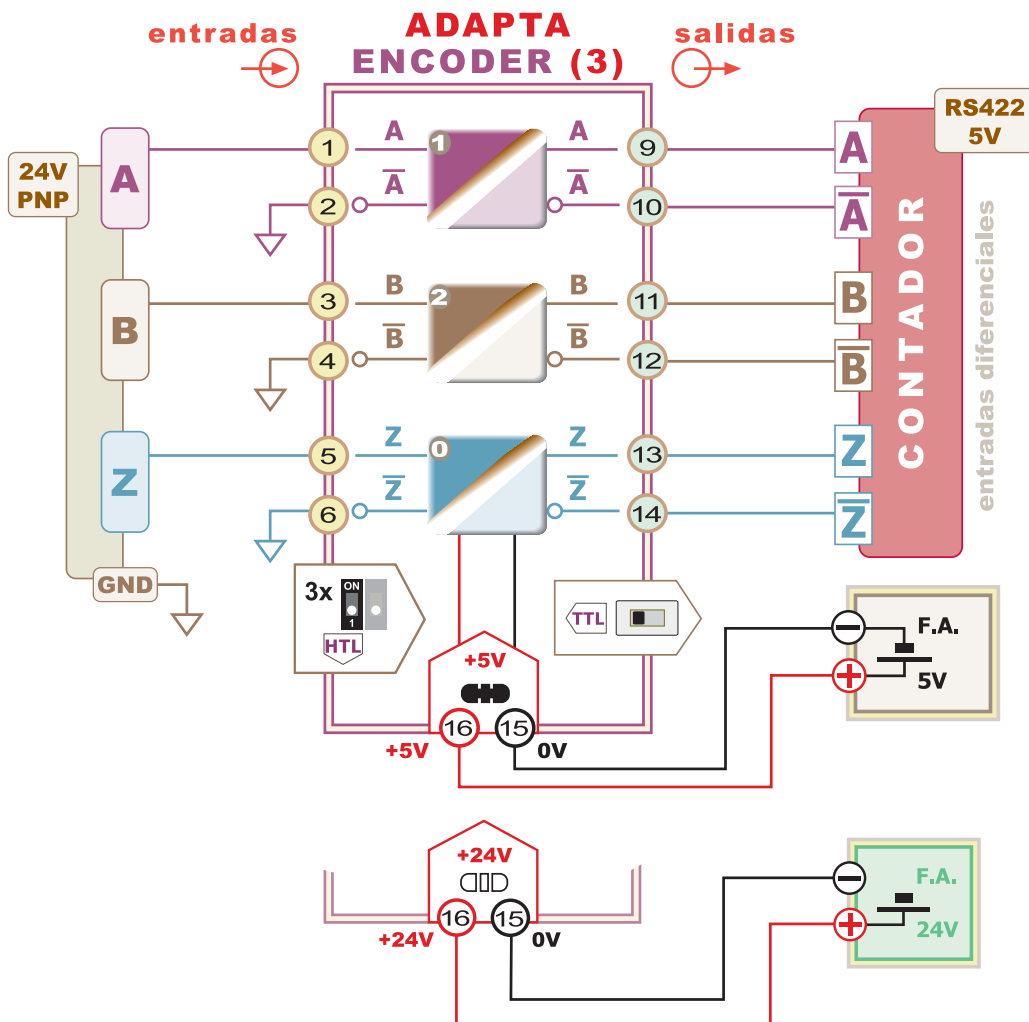 ADAPTA
ENCODER (3)
entradas
salidas
RS422
5V
24V
PNP
A
1
A
1
A
9
A
A
2
A
A
10
A
B
3
B
2
B
11
B
4
B
B
12
B
Z
5
Z
0
Z
13
Z
6
Z
Z
14
Z
CONTADOR
entradas diferenciales
GND
3x
ON
1
HTL
TTL
+5V
16
15
+5V
0V
F.A.
5V
+24V
16
15
+24V
0V
F.A.
24V